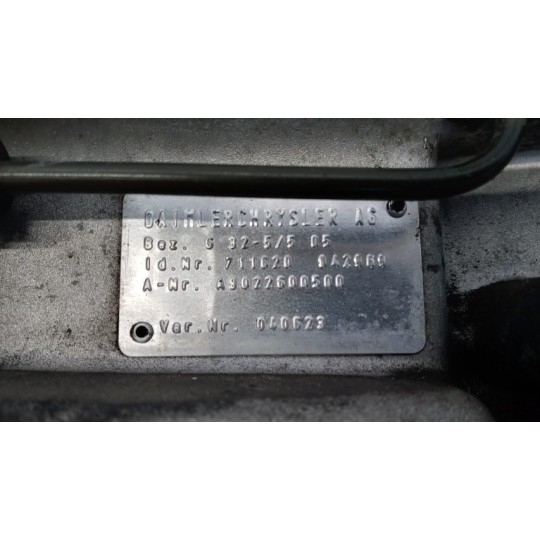 DAIMLERCHRYSLER AG
Bez. G 32-5/5 05
Id.Nr. 711620
A-Nr. A9022600500
Var.Nr. 040623